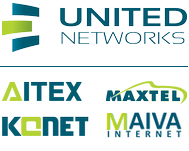 UNITED
NETWORKS
AITEX
MAXTEL
KONET
MAIVA
INTERNET